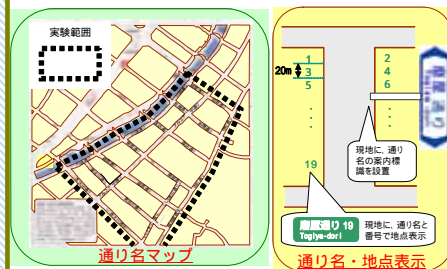 実験範囲
通り名マップ
1
3
5
19
20m
2
4
6
現地に、通り
名の案内標
識を設置
通り 19
Togiya-dori
現地に、通り名と
番号で地点表示
通り名・地点表示